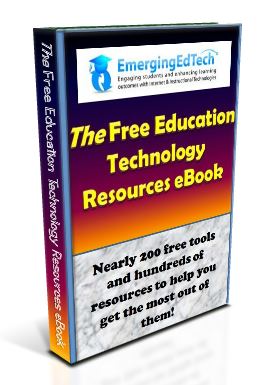 The Free Education Technology Resources eBook
EmergingEdTech
Engaging students and enhancing learning
outcomes with Internet & Instructional Technologies
The Free Education
Technology
Resources eBook
Nearly 200 free tools
and hundreds of
resources to help you
get the most out of
them!